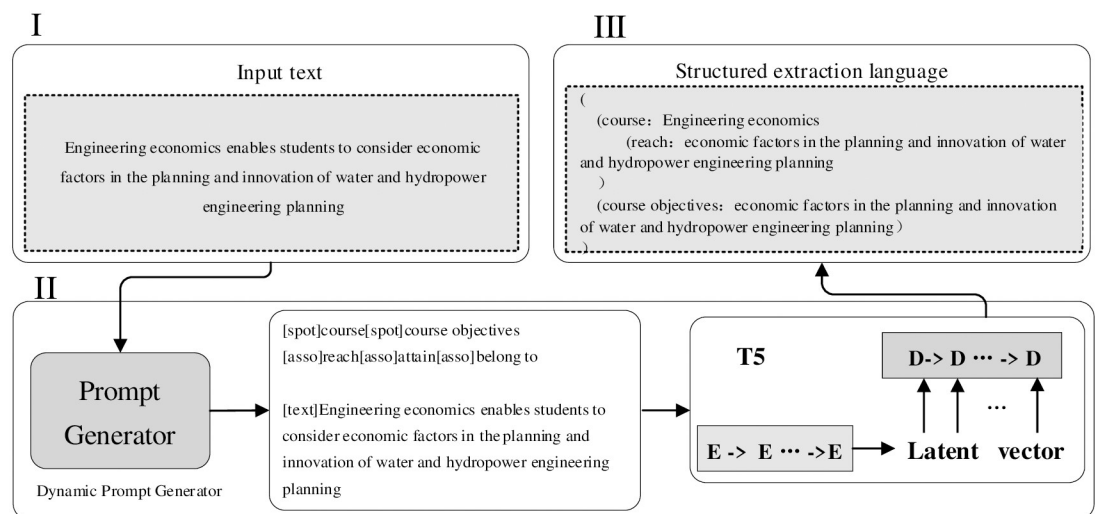 I
Input text
Engineering economics enables students to consider economic
factors in the planning and innovation of water and hydropower
engineering planning
III
Structured extraction language
(
(course：Engineering economics
(reach：economic factors in the planning and innovation of water
and hydropower engineering planning
)
(course objectives：economic factors in the planning and innovation
of water and hydropower engineering planning)
)
II
Prompt
Generator
Dynamic Prompt Generator
[spot]course[spot]course objectives
[asso]reach[asso]attain[asso]belong to
[text]Engineering economics enables students to
consider economic factors in the planning and
innovation of water and hydropower engineering
planning
T5
D-> D ··· -> D
...
E -> E ··· ->E
Latent vector